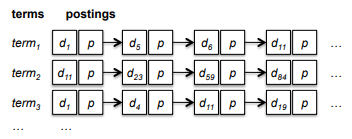 terms postings
term1 d1 p d5 p d6 p d11 p ...
term2 d11 p d23 p d59 p d84 p ...
term3 d1 p d4 p d11 p d19 p ...
... ...